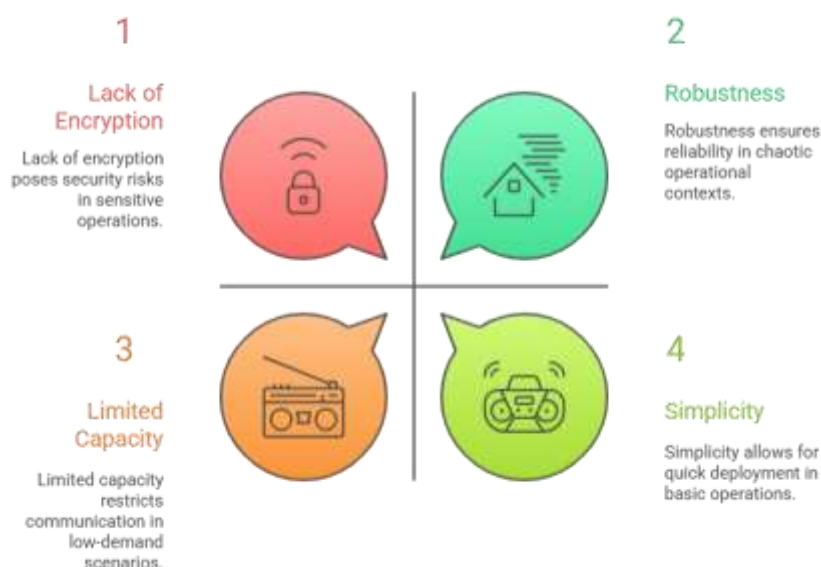 1
Lack of
Encryption
Lack of encryption
poses security risks
in sensitive
operations.
2
Robustness
Robustness ensures
reliability in chaotic
operational
contexts.
3
Limited
Capacity
Limited capacity
restricts
communication in
low-demand
scenarios.
4
Simplicity
Simplicity allows for
quick deployment in
basic operations.